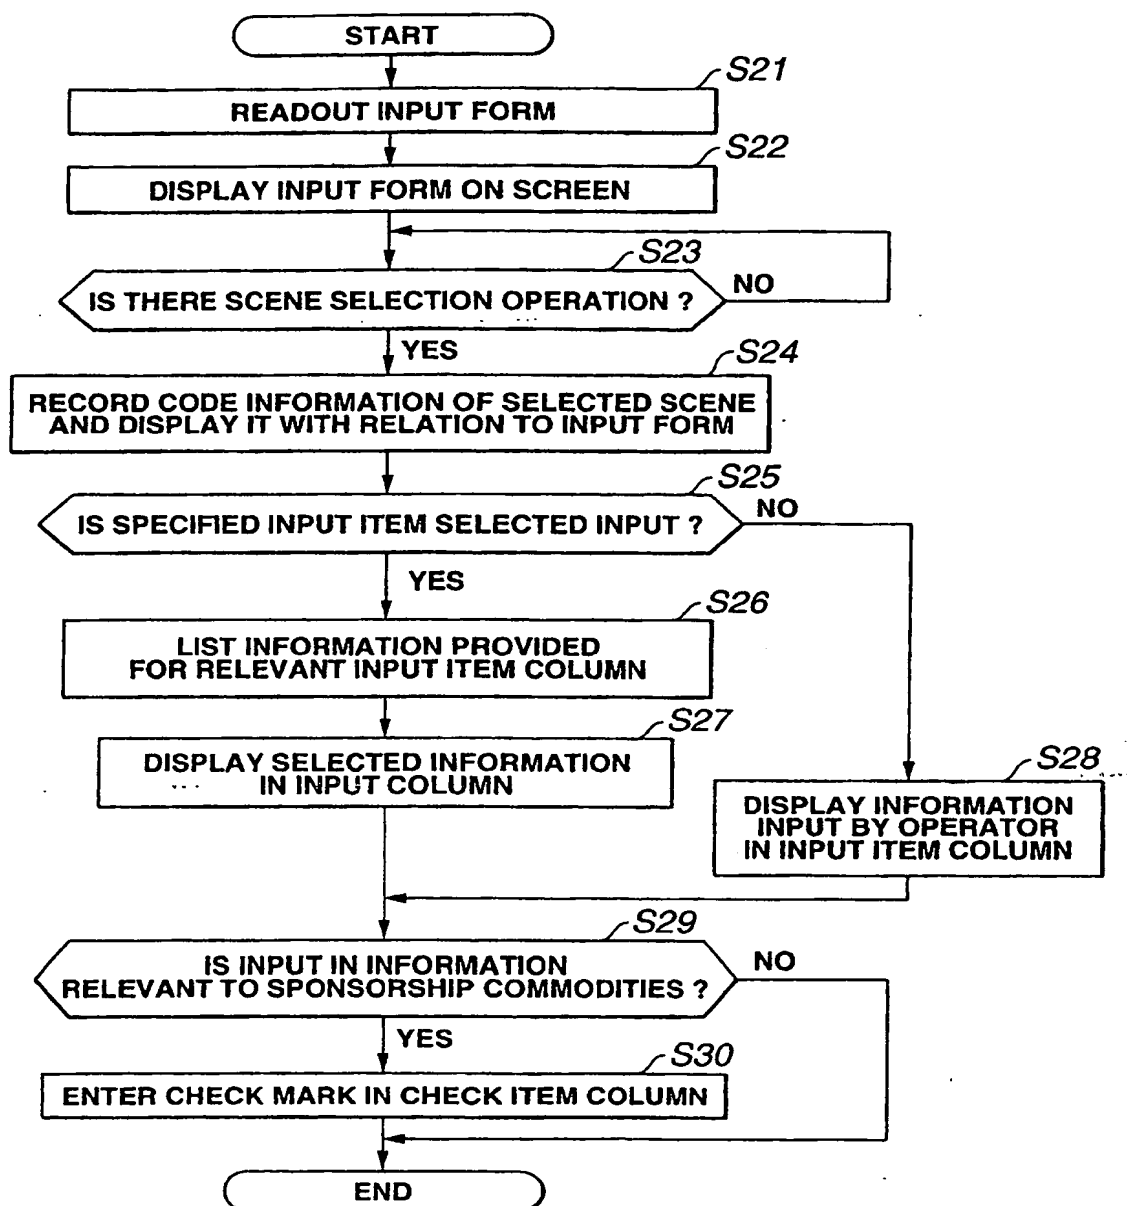 START
S21
READOUT INPUT FORM
S22
DISPLAY INPUT FORM ON SCREEN
S23
IS THERE SCENE SELECTION OPERATION ?
NO
YES
S24
RECORD CODE INFORMATION OF SELECTED SCENE
AND DISPLAY IT WITH RELATION TO INPUT FORM
S25
IS SPECIFIED INPUT ITEM SELECTED INPUT ?
NO
YES
S26
LIST INFORMATION PROVIDED
FOR RELEVANT INPUT ITEM COLUMN
S27
DISPLAY SELECTED INFORMATION
IN INPUT COLUMN
S28
DISPLAY INFORMATION
INPUT BY OPERATOR
IN INPUT ITEM COLUMN
S29
IS INPUT IN INFORMATION
RELEVANT TO SPONSORSHIP COMMODITIES ?
NO
YES
S30
ENTER CHECK MARK IN CHECK ITEM COLUMN
END